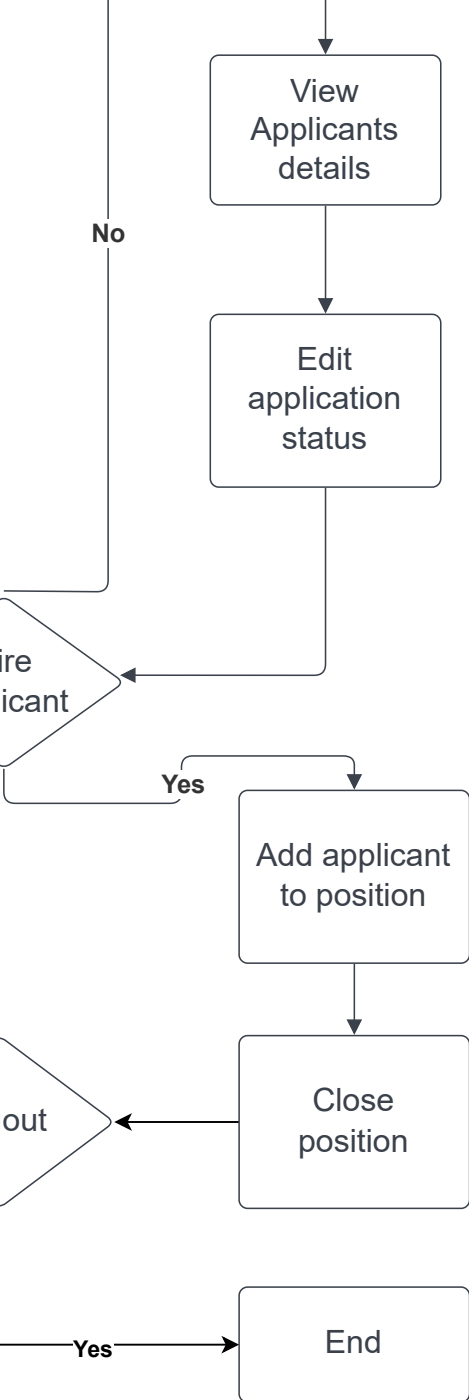 View
Applicants
details
No
Edit
application
status
ire
icant
Yes
Add applicant
to position
Close
position
out
Yes
End